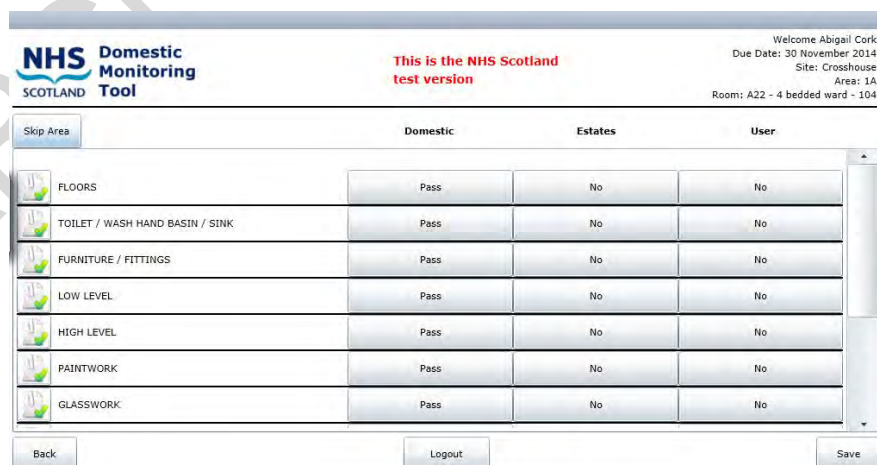 NHS
SCOTLAND
Domestic
Monitoring
Tool
This is the NHS Scotland
test version
Welcome Abigail Cork
Due Date: 30 November 2014
Site: Crosshouse
Area: 1A
Room: A22 - 4 bedded ward - 104
Skip Area Domestic Estates User
FLOORS Pass No No
TOILET / WASH HAND BASIN / SINK Pass No No
FURNITURE / FITTINGS Pass No No
LOW LEVEL Pass No No
HIGH LEVEL Pass No No
PAINTWORK Pass No No
GLASSWORK Pass No No
Back Logout Save